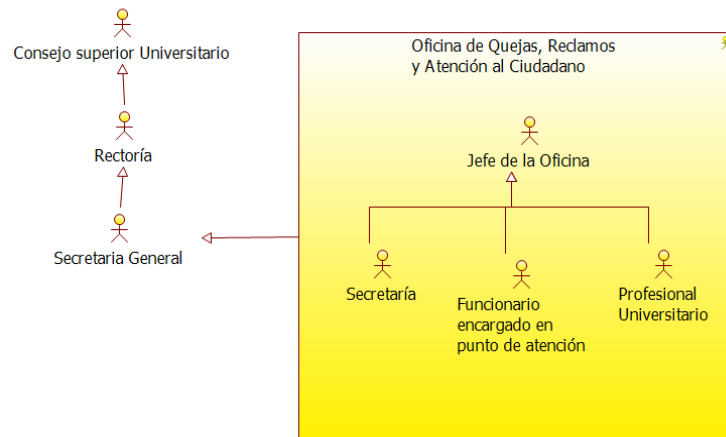 Consejo superior Universitario
Rectoría
Secretaria General
Oficina de Quejas, Reclamos
y Atención al Ciudadano
Jefe de la Oficina
Secretaría
Funcionario
encargado en
punto de atención
Profesional
Universitario